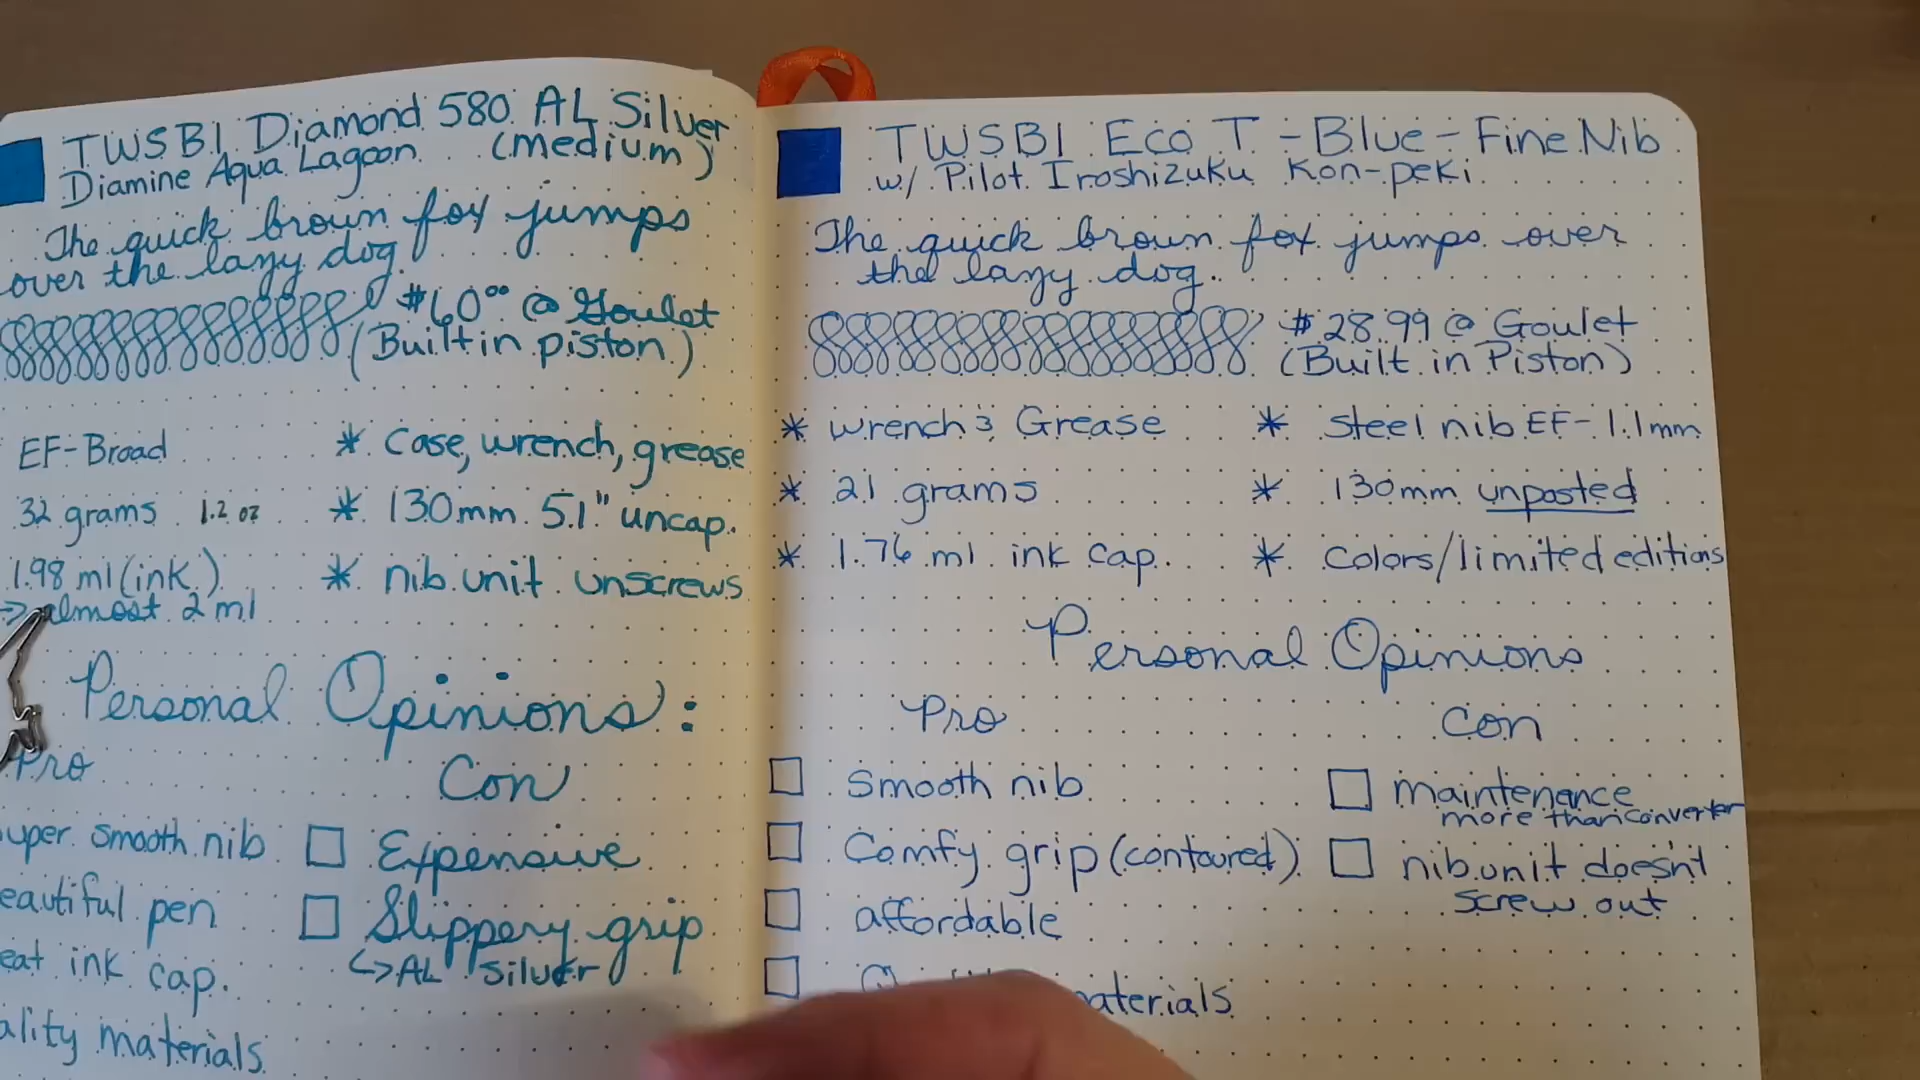 TWSBI Diamond 580 AL Silver
Diamine Aqua Lagoon (medium)
The quick brown fox jumps
over the lazy dog.
$60⁰⁰ @ Goulet
(Built in piston)
EF-Broad
* Case, wrench, grease
32 grams 1.2 oz
* 130mm 5.1" uncap.
1.98 ml (ink)
→ almost 2 ml
* nib unit unscrews
Personal Opinions:
Pro
Con
smooth nib
Expensive
pen
Slippery grip
↳ AL Silver
ink cap.
materials
TWSBI Eco T - Blue - Fine Nib
w/ Pilot Iroshizuku Kon-peki
The quick brown fox jumps over
the lazy dog.
$28.99 @ Goulet
(Built in Piston)
* wrench & Grease
* steel nib EF- 1.1mm
* 21 grams
* 130mm unposted
* 1.76 ml ink cap.
* colors/limited editions
Personal Opinions
Pro
Con
smooth nib
maintenance
more than converter
Comfy grip (contoured)
nib unit doesn't
screw out
affordable